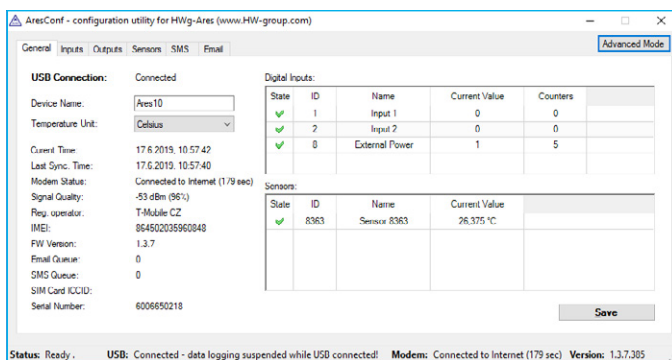 AresConf - configuration utility for HWg-Ares (www.HW-group.com)
Advanced Mode
General Inputs Outputs Sensors SMS Email
USB Connection: Connected
Device Name: Ares10
Temperature Unit: Celsius
Curent Time: 17.6.2019, 10:57:42
Last Sync. Time: 17.6.2019, 10:57:40
Modem Status: Connected to Internet (179 sec)
Signal Quality: -53 dBm (96%)
Reg. operator: T-Mobile CZ
IMEI: 864502035960848
FW Version: 1.3.7
Email Queue: 0
SMS Queue: 0
SIM Card ICCID:
Serial Number: 6006650218
Digital Inputs:
State ID Name Current Value Counters
1 Input 1 0 0
2 Input 2 0 0
8 External Power 1 5
Sensors:
State ID Name Current Value
8363 Sensor 8363 26,375 °C
Save
Status: Ready . USB: Connected - data logging suspended while USB connected! Modem: Connected to Internet (179 sec) Version: 1.3.7.385